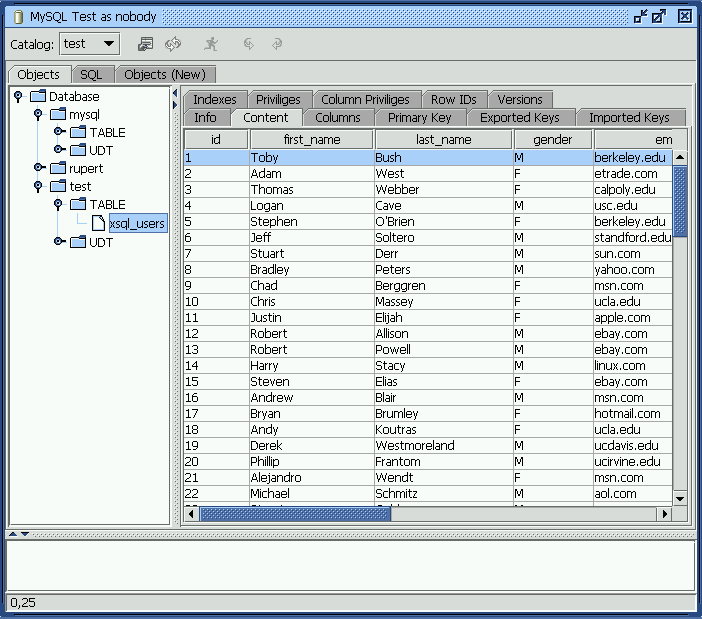 MySQL Test as nobody
Catalog: test
Objects SQL Objects (New)
Database
mysql
TABLE
UDT
rupert
test
TABLE
xsql_users
UDT
Indexes Priviliges Column Priviliges Row IDs Versions
Info Content Columns Primary Key Exported Keys Imported Keys
id first_name last_name gender em
1 Toby Bush M berkeley.edu
2 Adam West F etrade.com
3 Thomas Webber F calpoly.edu
4 Logan Cave M usc.edu
5 Stephen O'Brien F berkeley.edu
6 Jeff Soltero M standford.edu
7 Stuart Derr M sun.com
8 Bradley Peters M yahoo.com
9 Chad Berggren F msn.com
10 Chris Massey F ucla.edu
11 Justin Elijah F apple.com
12 Robert Allison M ebay.com
13 Robert Powell M ebay.com
14 Harry Stacy M linux.com
15 Steven Elias F ebay.com
16 Andrew Blair M msn.com
17 Bryan Brumley F hotmail.com
18 Andy Koutras F ucla.edu
19 Derek Westmoreland M ucdavis.edu
20 Phillip Frantom M ucirvine.edu
21 Alejandro Wendt F msn.com
22 Michael Schmitz M aol.com
0,25